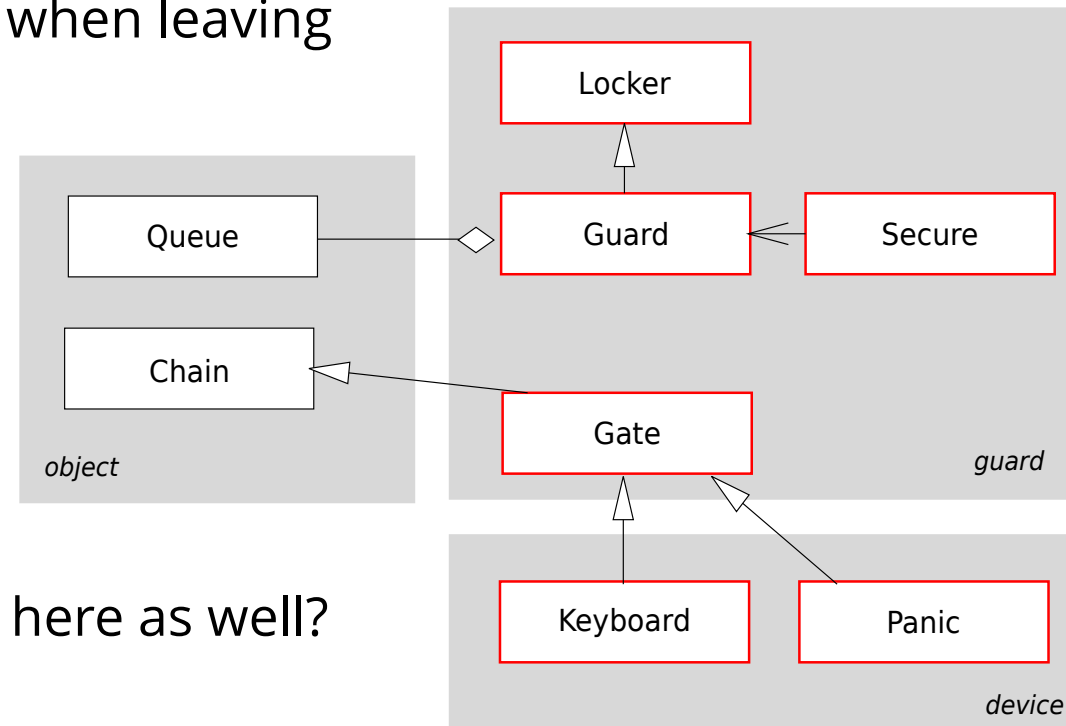 when leaving
Locker
Queue
Guard
Secure
Chain
Gate
object
guard
here as well?
Keyboard
Panic
device